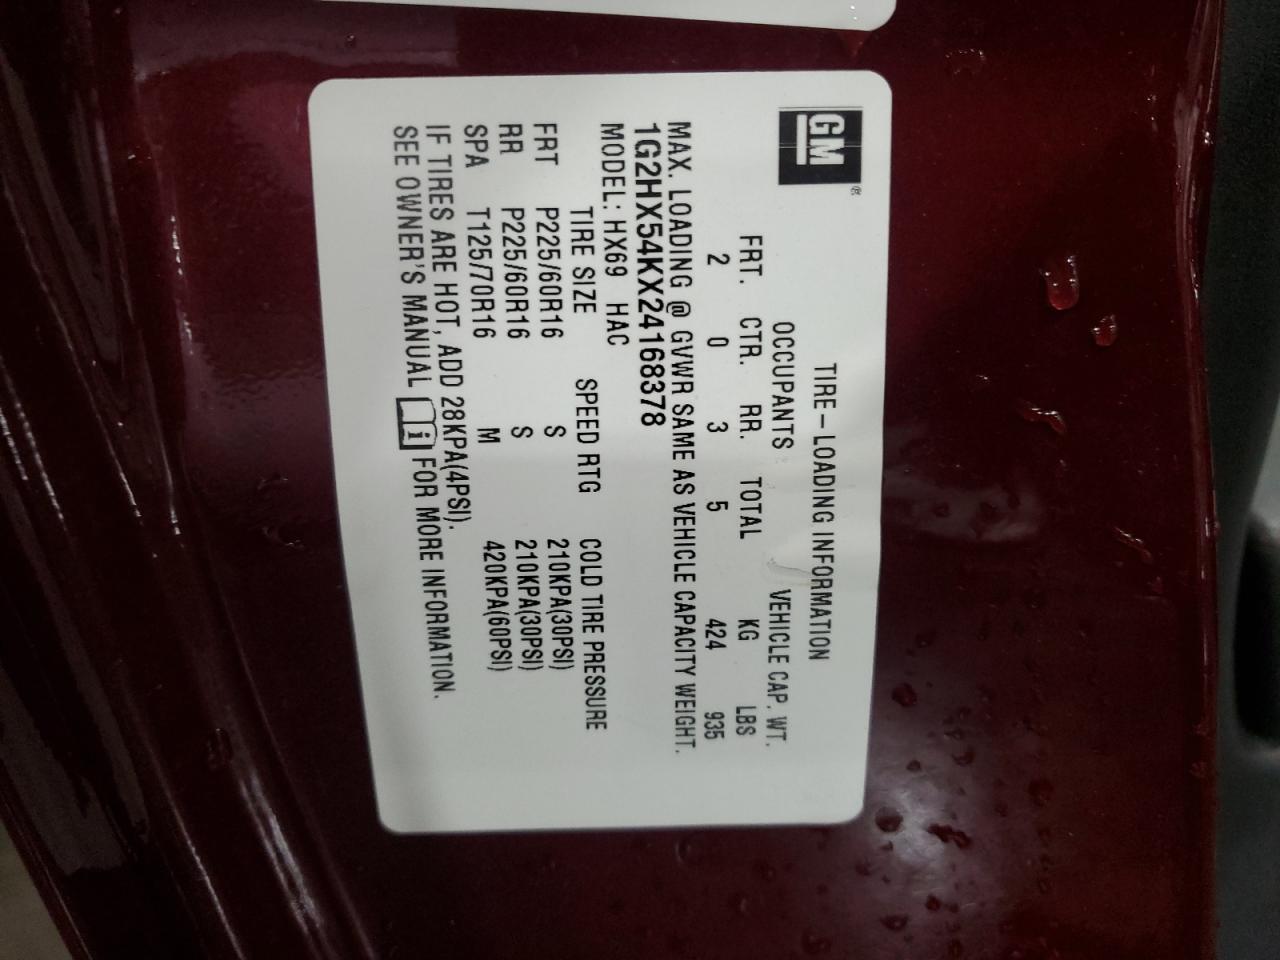 GM®
TIRE-LOADING INFORMATION
OCCUPANTS VEHICLE CAP. WT.
FRT. CTR. RR. TOTAL KG LBS
2 0 3 5 424 935
MAX. LOADING @ GVWR SAME AS VEHICLE CAPACITY WEIGHT.
1G2HX54KX24168378
MODEL: HX69 HAC
TIRE SIZE SPEED RTG COLD TIRE PRESSURE
FRT P225/60R16 S 210KPA(30PSI)
RR P225/60R16 S 210KPA(30PSI)
SPA T125/70R16 M 420KPA(60PSI)
IF TIRES ARE HOT, ADD 28KPA(4PSI).
SEE OWNER'S MANUAL i FOR MORE INFORMATION.